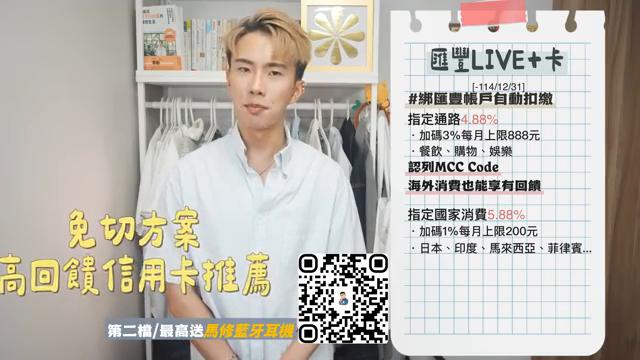 匯豐LIVE+卡
[-114/12/31]
#綁匯豐帳戶自動扣繳
指定通路4.88%
·加碼3%每月上限888元
·餐飲、購物、娛樂
認列MCC Code
海外消費也能享有回饋
指定國家消費5.88%
·加碼1%每月上限200元
·日本、印度、馬來西亞、菲律賓...
免切方案
高回饋信用卡推薦
第二檔/最高送馬修藍牙耳機